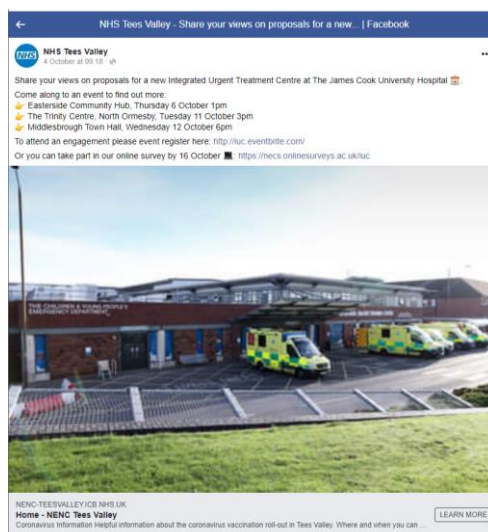 NHS Tees Valley - Share your views on proposals for a new... | Facebook
NHS
NHS Tees Valley
4 October at 09:18
Share your views on proposals for a new Integrated Urgent Treatment Centre at The James Cook University Hospital 🏥.
Come along to an event to find out more:
👉 Easterside Community Hub, Thursday 6 October 1pm
👉 The Trinity Centre, North Ormesby, Tuesday 11 October 3pm
👉 Middlesbrough Town Hall, Wednesday 12 October 6pm
To attend an engagement please event register here: http://iuc.eventbrite.com/
Or you can take part in our online survey by 16 October 💻: https://necs.onlinesurveys.ac.uk/iuc
THE CHILDREN & YOUNG PEOPLE'S
EMERGENCY DEPARTMENT
NENC-TEESVALLEY.ICB.NHS.UK
Home - NENC Tees Valley
LEARN MORE
Coronavirus Information Helpful information about the coronavirus vaccination roll-out in Tees Valley. Where and when you can ...